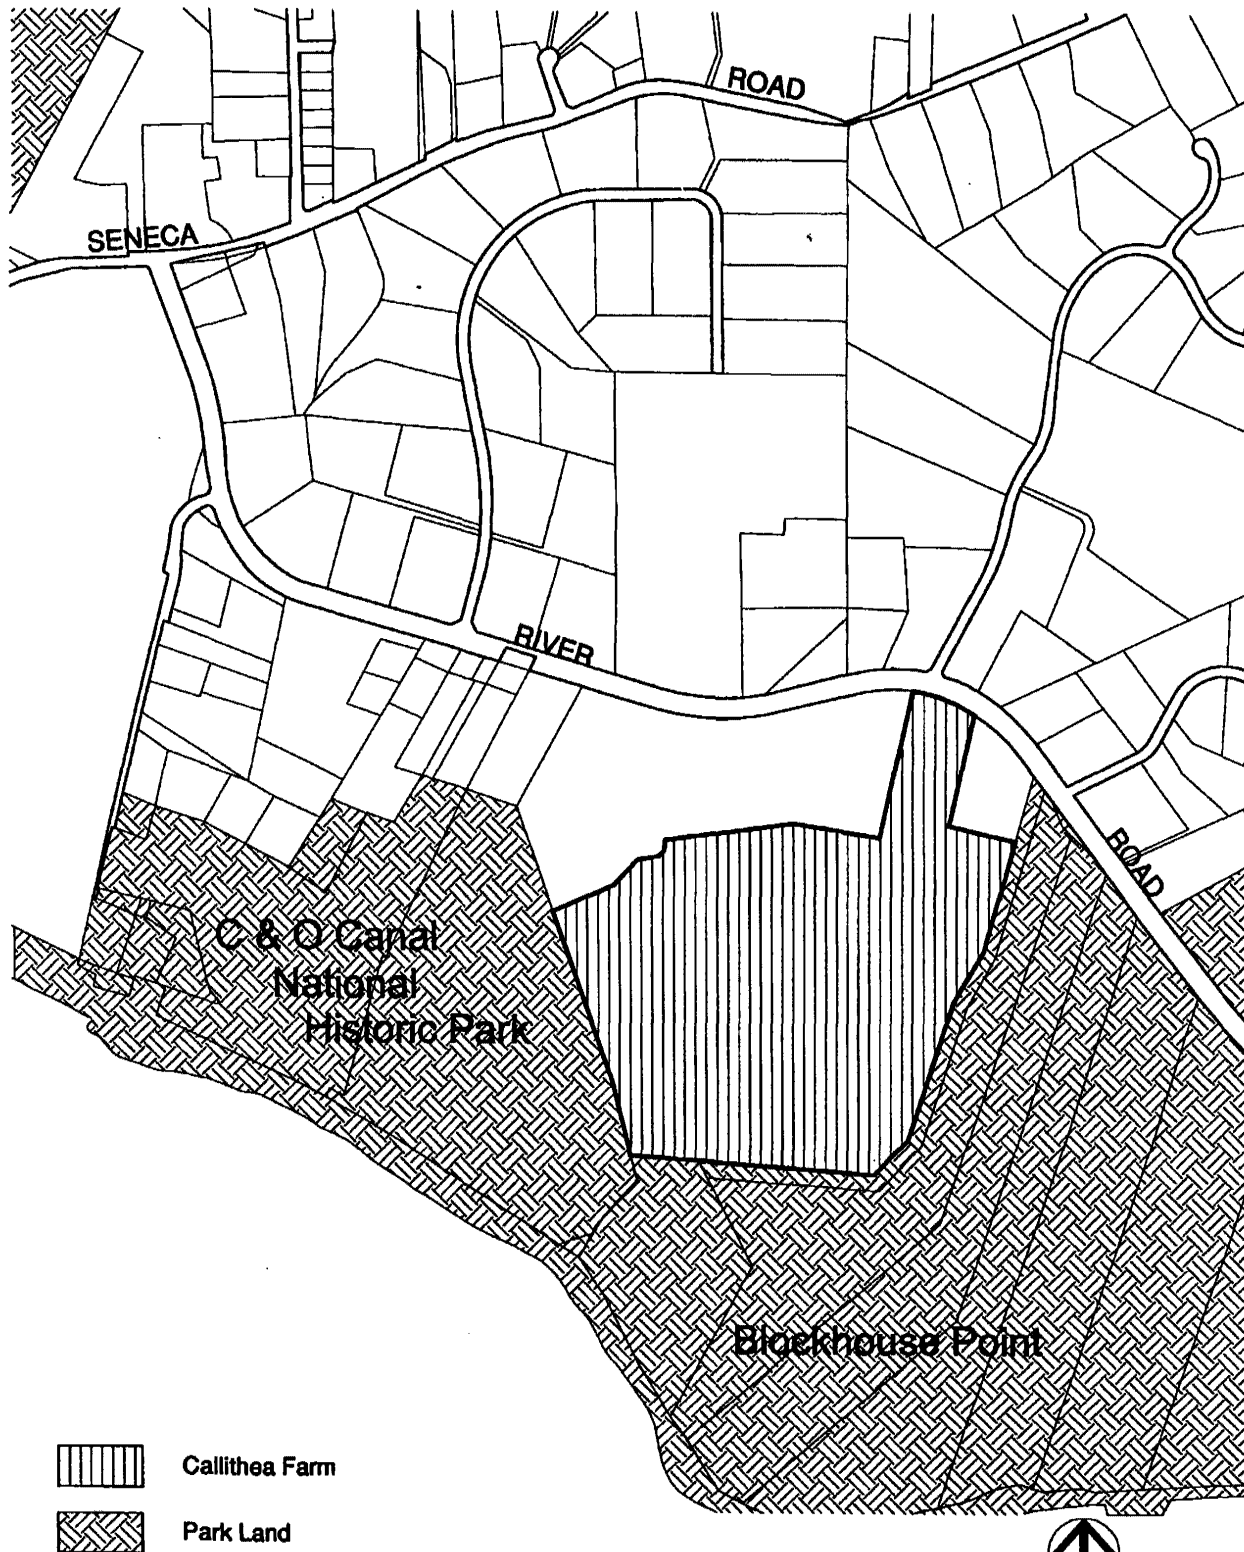 ROAD
SENECA
RIVER
ROAD
C & O Canal
National
Historic Park
Blockhouse Point
Callithea Farm
Park Land